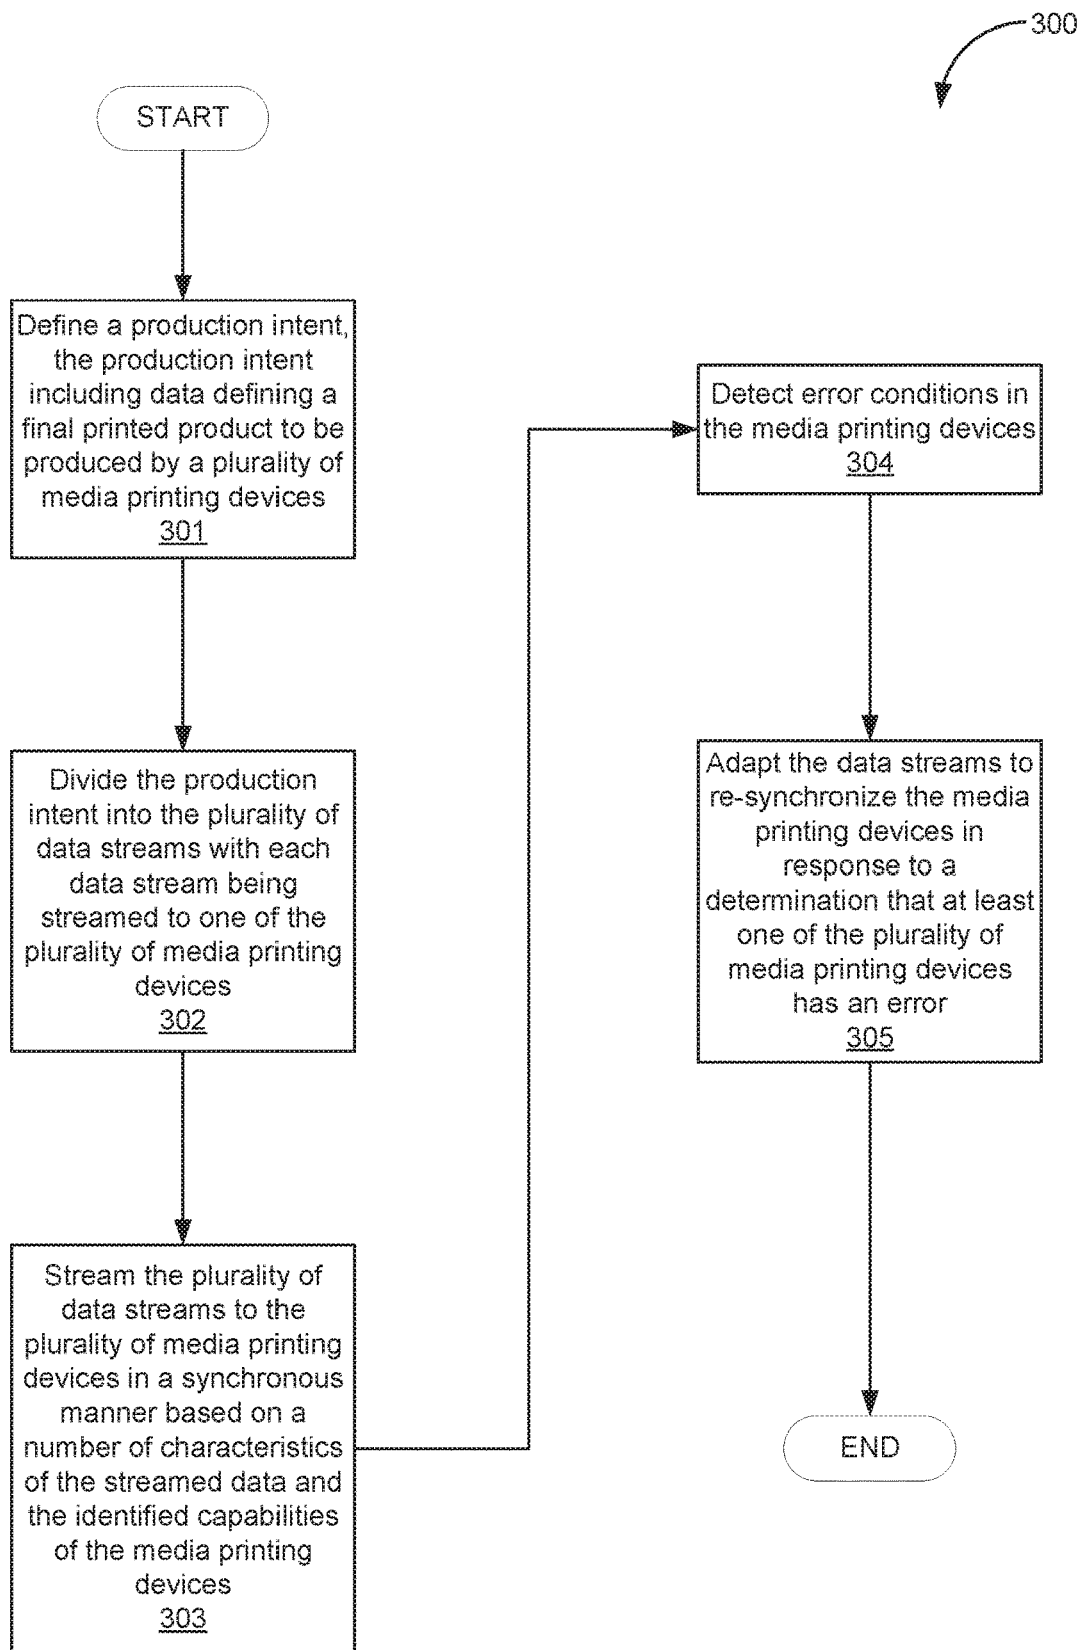 300
START
Define a production intent,
the production intent
including data defining a
final printed product to be
produced by a plurality of
media printing devices
301
Divide the production
intent into the plurality of
data streams with each
data stream being
streamed to one of the
plurality of media printing
devices
302
Stream the plurality of
data streams to the
plurality of media printing
devices in a synchronous
manner based on a
number of characteristics
of the streamed data and
the identified capabilities
of the media printing
devices
303
Detect error conditions in
the media printing devices
304
Adapt the data streams to
re-synchronize the media
printing devices in
response to a
determination that at least
one of the plurality of
media printing devices
has an error
305
END